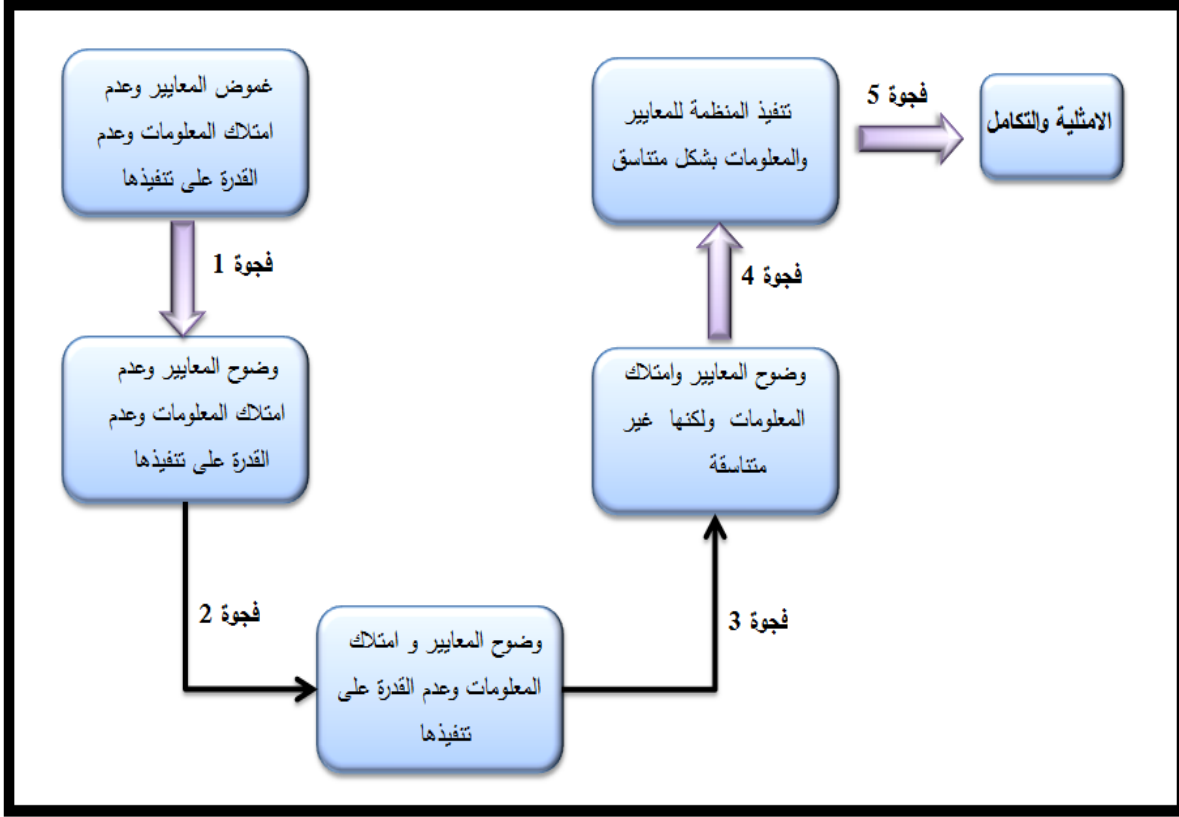 غموض المعايير وعدم
امتلاك المعلومات وعدم
القدرة على تنفيذها
فجوة 1
وضوح المعايير وعدم
امتلاك المعلومات وعدم
القدرة على تنفيذها
فجوة 2
وضوح المعايير و امتلاك
المعلومات وعدم القدرة على
تنفيذها
فجوة 3
وضوح المعايير وامتلاك
المعلومات ولكنها غير
متناسقة
فجوة 4
تنفيذ المنظمة للمعايير
والمعلومات بشكل متناسق
فجوة 5
الامثلية والتكامل